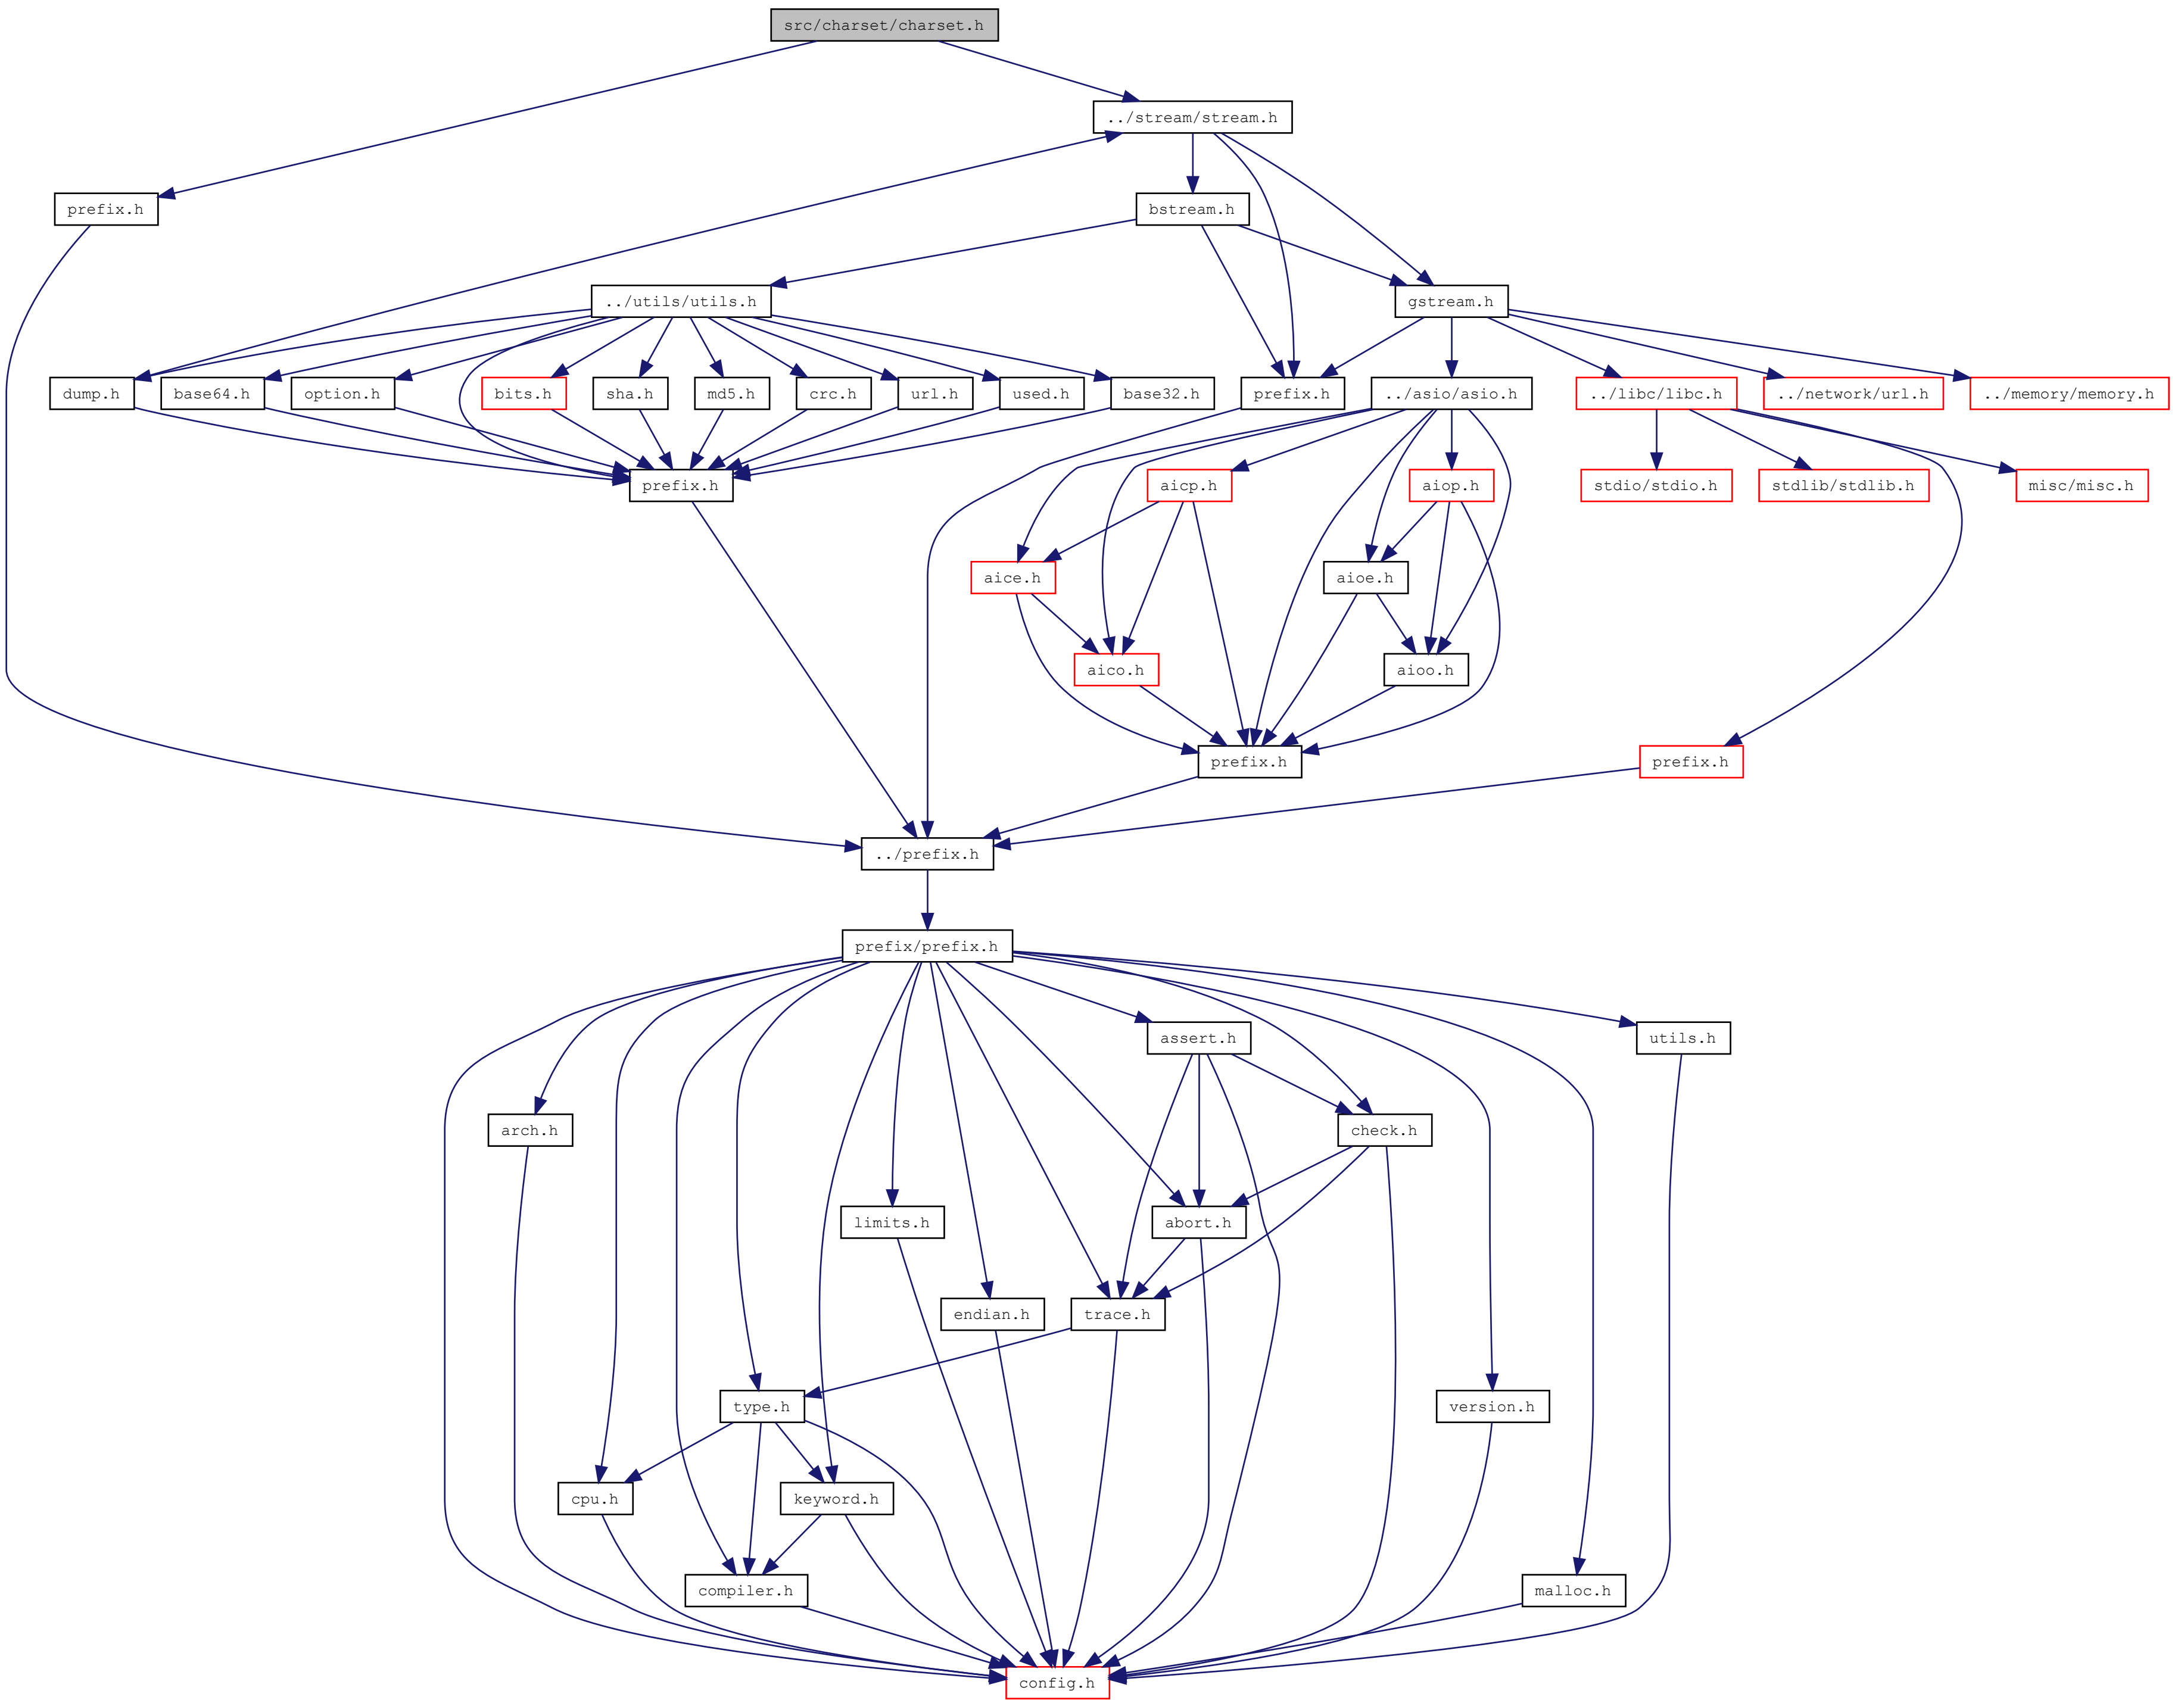 src/charset/charset.h
../stream/stream.h
prefix.h
bstream.h
../utils/utils.h
gstream.h
dump.h
base64.h
option.h
bits.h
sha.h
md5.h
crc.h
url.h
used.h
base32.h
prefix.h
../asio/asio.h
../libc/libc.h
../network/url.h
../memory/memory.h
prefix.h
aicp.h
aiop.h
stdio/stdio.h
stdlib/stdlib.h
misc/misc.h
aice.h
aioe.h
aico.h
aioo.h
prefix.h
prefix.h
../prefix.h
prefix/prefix.h
assert.h
utils.h
arch.h
check.h
limits.h
abort.h
endian.h
trace.h
type.h
version.h
cpu.h
keyword.h
compiler.h
malloc.h
config.h